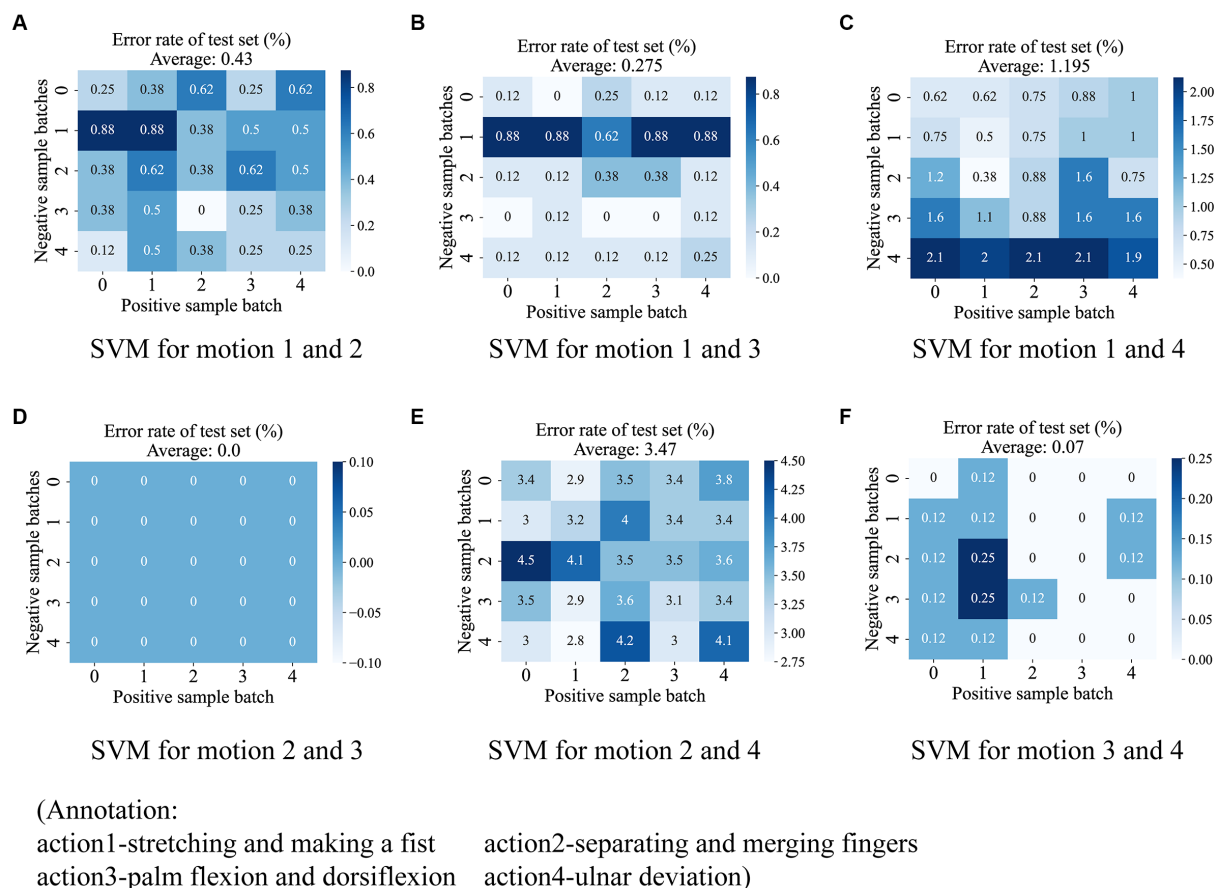 A
Error rate of test set (%)
Average: 0.43
Negative sample batches
0 0.25 0.38 0.62 0.25 0.62
1 0.88 0.88 0.38 0.5 0.5
2 0.38 0.62 0.38 0.62 0.5
3 0.38 0.5 0 0.25 0.38
4 0.12 0.5 0.38 0.25 0.25
0 1 2 3 4
Positive sample batch
0.8
0.6
0.4
0.2
0.0
SVM for motion 1 and 2
B
Error rate of test set (%)
Average: 0.275
Negative sample batches
0 0.12 0 0.25 0.12 0.12
1 0.88 0.88 0.62 0.88 0.88
2 0.12 0.12 0.38 0.38 0.12
3 0 0.12 0 0 0.12
4 0.12 0.12 0.12 0.12 0.25
0 1 2 3 4
Positive sample batch
0.8
0.6
0.4
0.2
0.0
SVM for motion 1 and 3
C
Error rate of test set (%)
Average: 1.195
Negative sample batches
0 0.62 0.62 0.75 0.88 1
1 0.75 0.5 0.75 1 1
2 1.2 0.38 0.88 1.6 0.75
3 1.6 1.1 0.88 1.6 1.6
4 2.1 2 2.1 2.1 1.9
0 1 2 3 4
Positive sample batch
2.00
1.75
1.50
1.25
1.00
0.75
0.50
SVM for motion 1 and 4
D
Error rate of test set (%)
Average: 0.0
Negative sample batches
0 0 0 0 0 0
1 0 0 0 0 0
2 0 0 0 0 0
3 0 0 0 0 0
4 0 0 0 0 0
0 1 2 3 4
Positive sample batch
0.10
0.05
0.00
−0.05
−0.10
SVM for motion 2 and 3
E
Error rate of test set (%)
Average: 3.47
Negative sample batches
0 3.4 2.9 3.5 3.4 3.8
1 3 3.2 4 3.4 3.4
2 4.5 4.1 3.5 3.5 3.6
3 3.5 2.9 3.6 3.1 3.4
4 3 2.8 4.2 3 4.1
0 1 2 3 4
Positive sample batch
4.50
4.25
4.00
3.75
3.50
3.25
3.00
2.75
SVM for motion 2 and 4
F
Error rate of test set (%)
Average: 0.07
Negative sample batches
0 0 0.12 0 0 0
1 0.12 0.12 0 0 0.12
2 0.12 0.25 0 0 0.12
3 0.12 0.25 0.12 0 0
4 0.12 0.12 0 0 0
0 1 2 3 4
Positive sample batch
0.25
0.20
0.15
0.10
0.05
0.00
SVM for motion 3 and 4
(Annotation:
action1-stretching and making a fist action2-separating and merging fingers
action3-palm flexion and dorsiflexion action4-ulnar deviation)